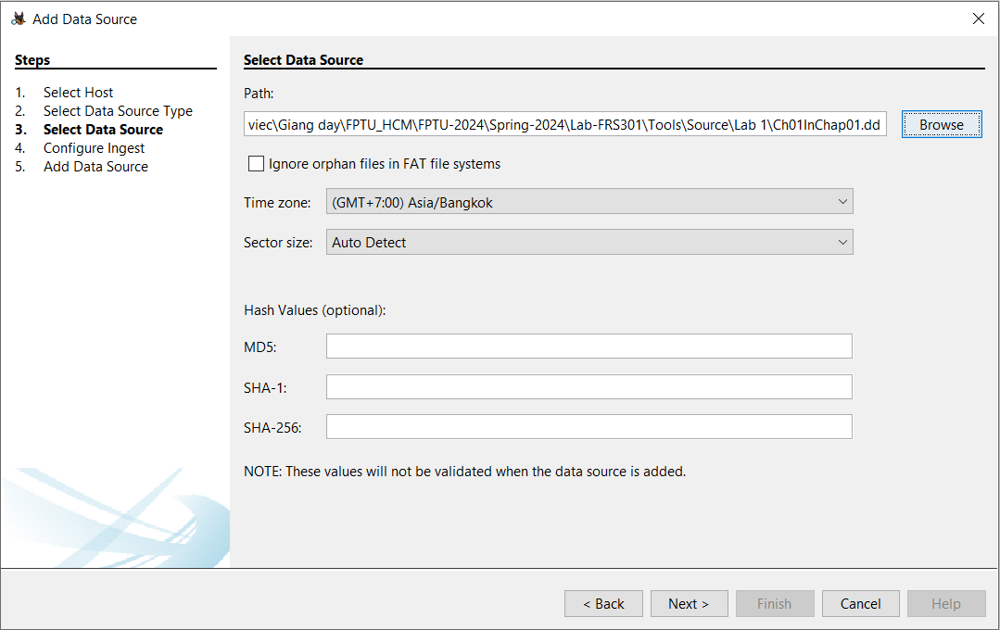 Add Data Source
Steps
1. Select Host
2. Select Data Source Type
3. Select Data Source
4. Configure Ingest
5. Add Data Source
Select Data Source
Path:
viec\Giang day\FPTU_HCM\FPTU-2024\Spring-2024\Lab-FRS301\Tools\Source\Lab 1\Ch01InChap01.dd
Browse
Ignore orphan files in FAT file systems
Time zone: (GMT+7:00) Asia/Bangkok
Sector size: Auto Detect
Hash Values (optional):
MD5:
SHA-1:
SHA-256:
NOTE: These values will not be validated when the data source is added.
< Back Next > Finish Cancel Help